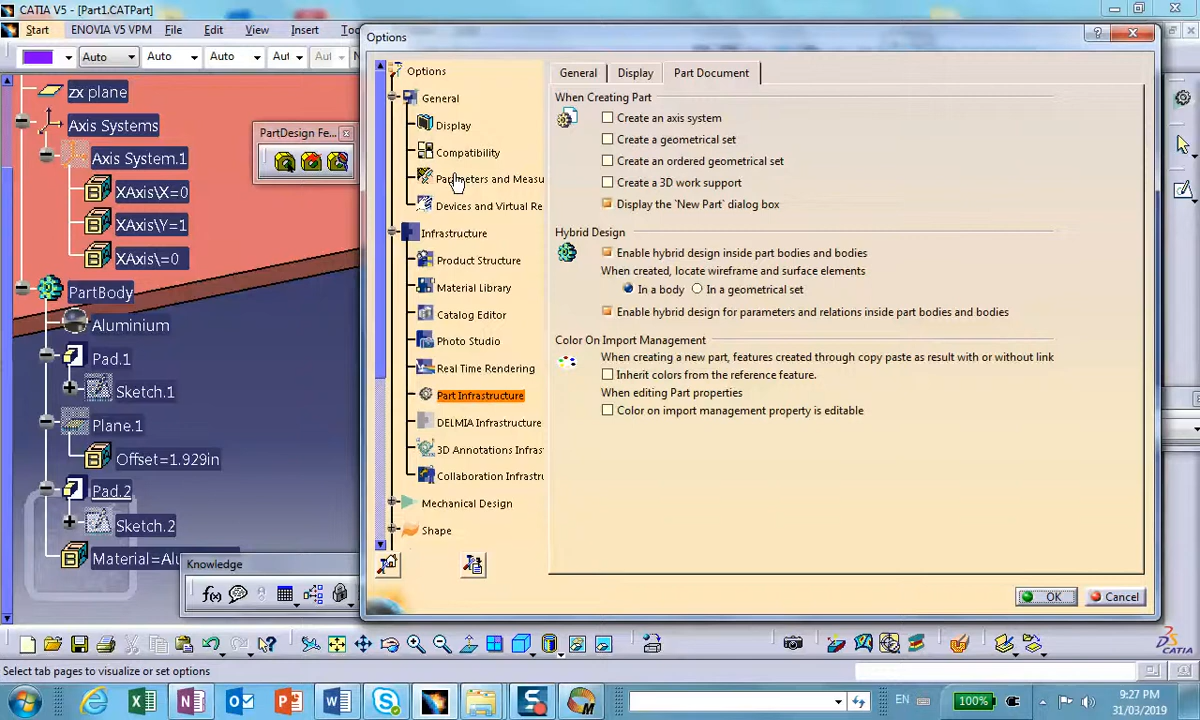 CATIA V5 - [Part1.CATPart]
Start
ENOVIA V5 VPM
File
Edit
View
Insert
Auto
Auto
Auto
Aut
Aut
zx plane
Axis Systems
Axis System.1
XAxis\X=0
XAxis\Y=1
XAxis\=0
PartBody
Aluminium
Pad.1
Sketch.1
Plane.1
Offset=1.929in
Pad.2
Sketch.2
Material=Alu
PartDesign Fe...
Knowledge
Options
Options
General
Display
Compatibility
Parameters and Measu
Devices and Virtual Re
Infrastructure
Product Structure
Material Library
Catalog Editor
Photo Studio
Real Time Rendering
Part Infrastructure
DELMIA Infrastructure
3D Annotations Infras
Collaboration Infrastru
Mechanical Design
Shape
General
Display
Part Document
When Creating Part
Create an axis system
Create a geometrical set
Create an ordered geometrical set
Create a 3D work support
Display the `New Part` dialog box
Hybrid Design
Enable hybrid design inside part bodies and bodies
When created, locate wireframe and surface elements
In a body
In a geometrical set
Enable hybrid design for parameters and relations inside part bodies and bodies
Color On Import Management
When creating a new part, features created through copy paste as result with or without link
Inherit colors from the reference feature.
When editing Part properties
Color on import management property is editable
OK
Cancel
Select tab pages to visualize or set options
CATIA
EN
100%
9:27 PM
31/03/2019